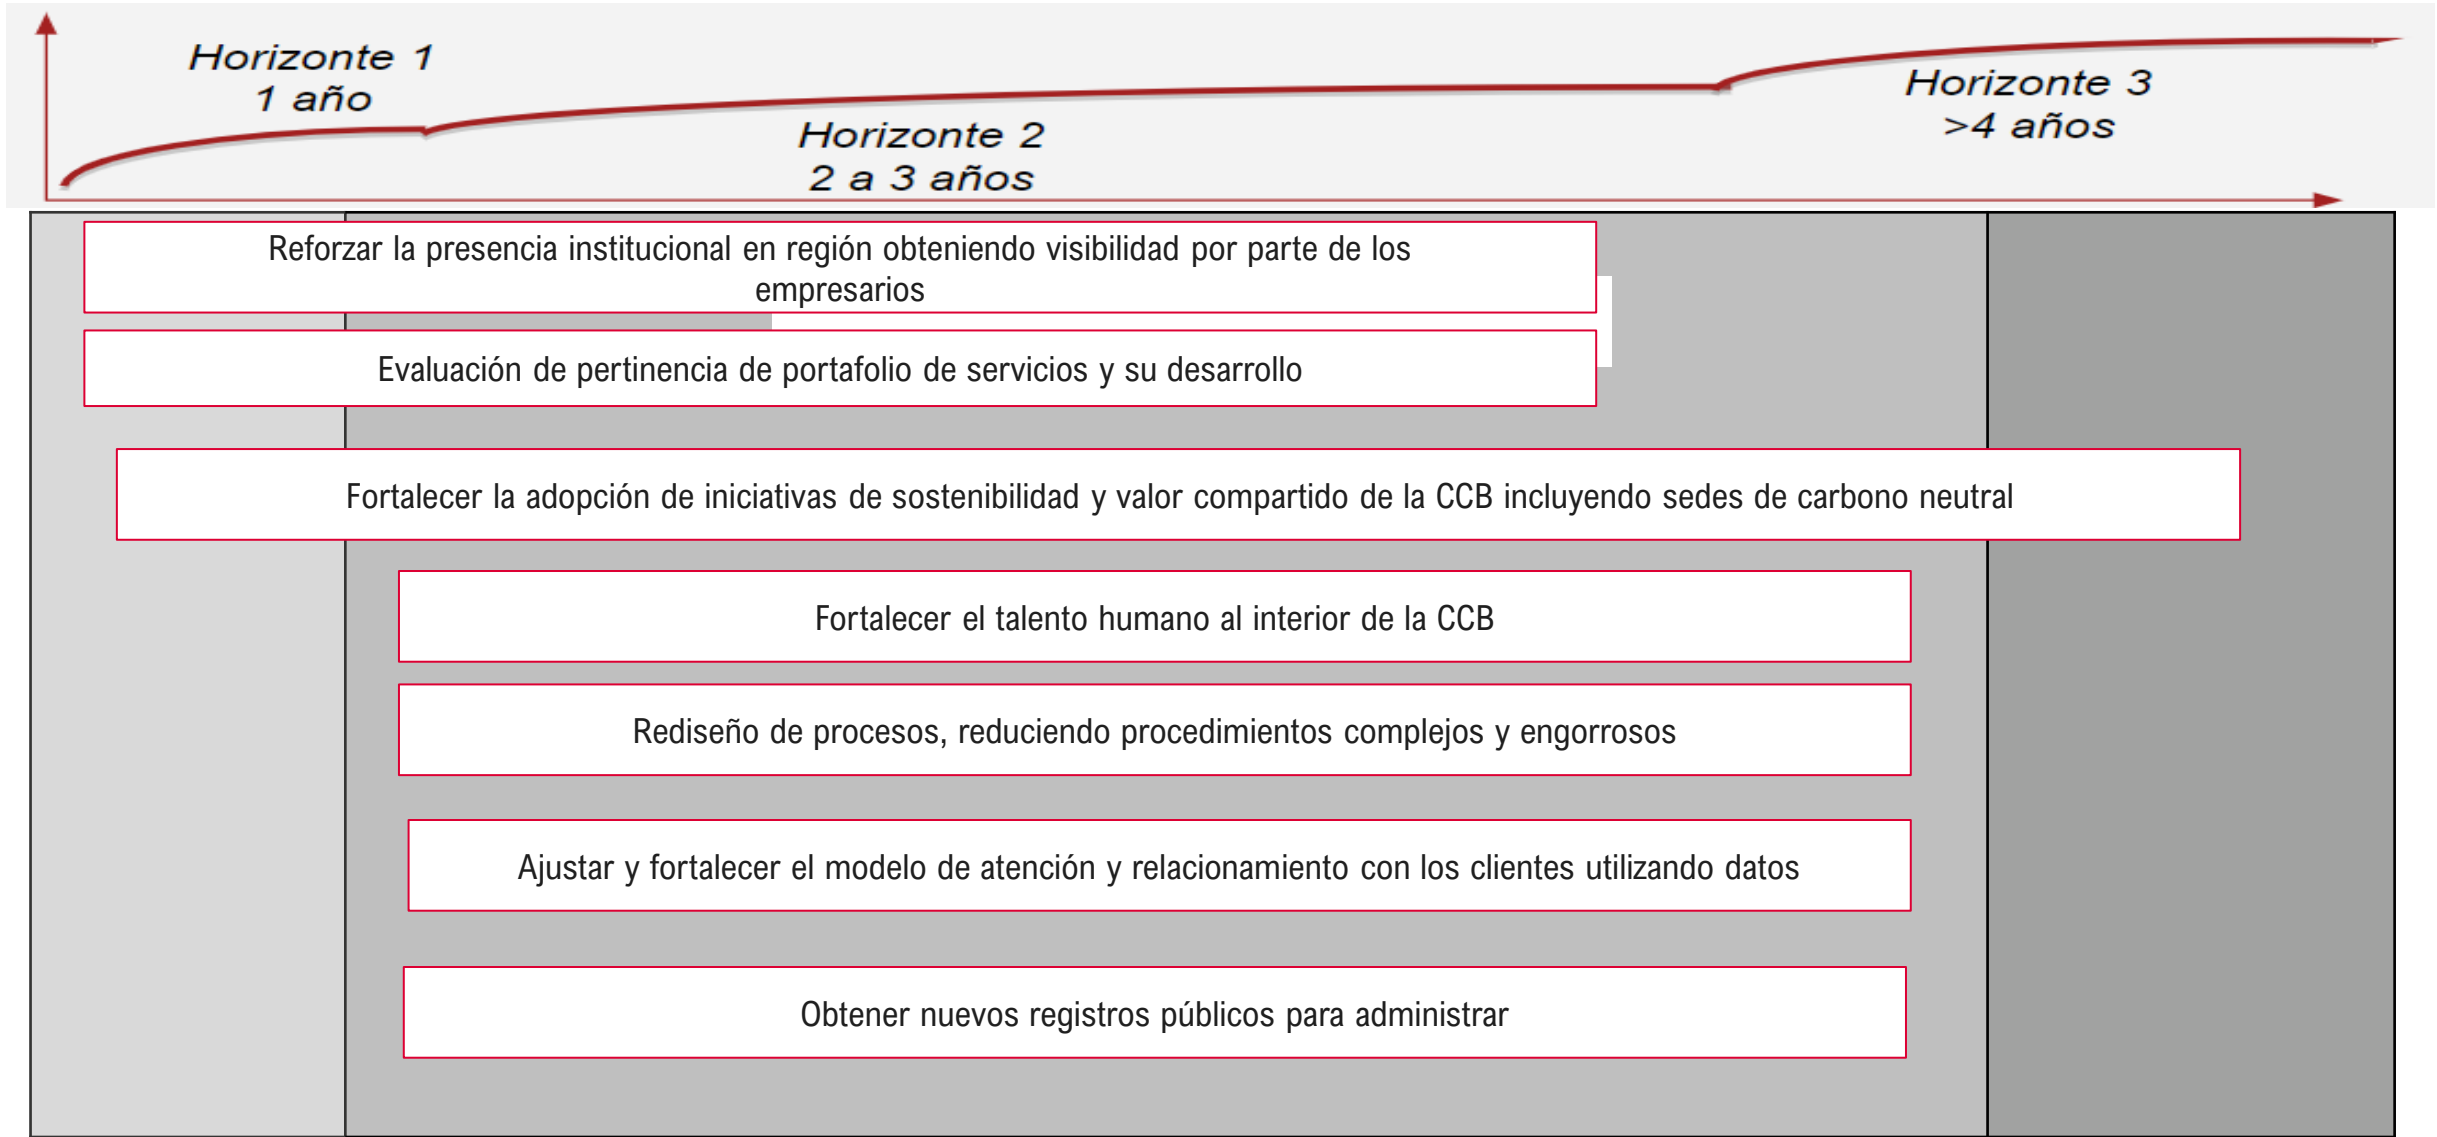 Horizonte 1
1 año
Horizonte 2
2 a 3 años
Horizonte 3
>4 años
Reforzar la presencia institucional en región obteniendo visibilidad por parte de los
empresarios
Evaluación de pertinencia de portafolio de servicios y su desarrollo
Fortalecer la adopción de iniciativas de sostenibilidad y valor compartido de la CCB incluyendo sedes de carbono neutral
Fortalecer el talento humano al interior de la CCB
Rediseño de procesos, reduciendo procedimientos complejos y engorrosos
Ajustar y fortalecer el modelo de atención y relacionamiento con los clientes utilizando datos
Obtener nuevos registros públicos para administrar